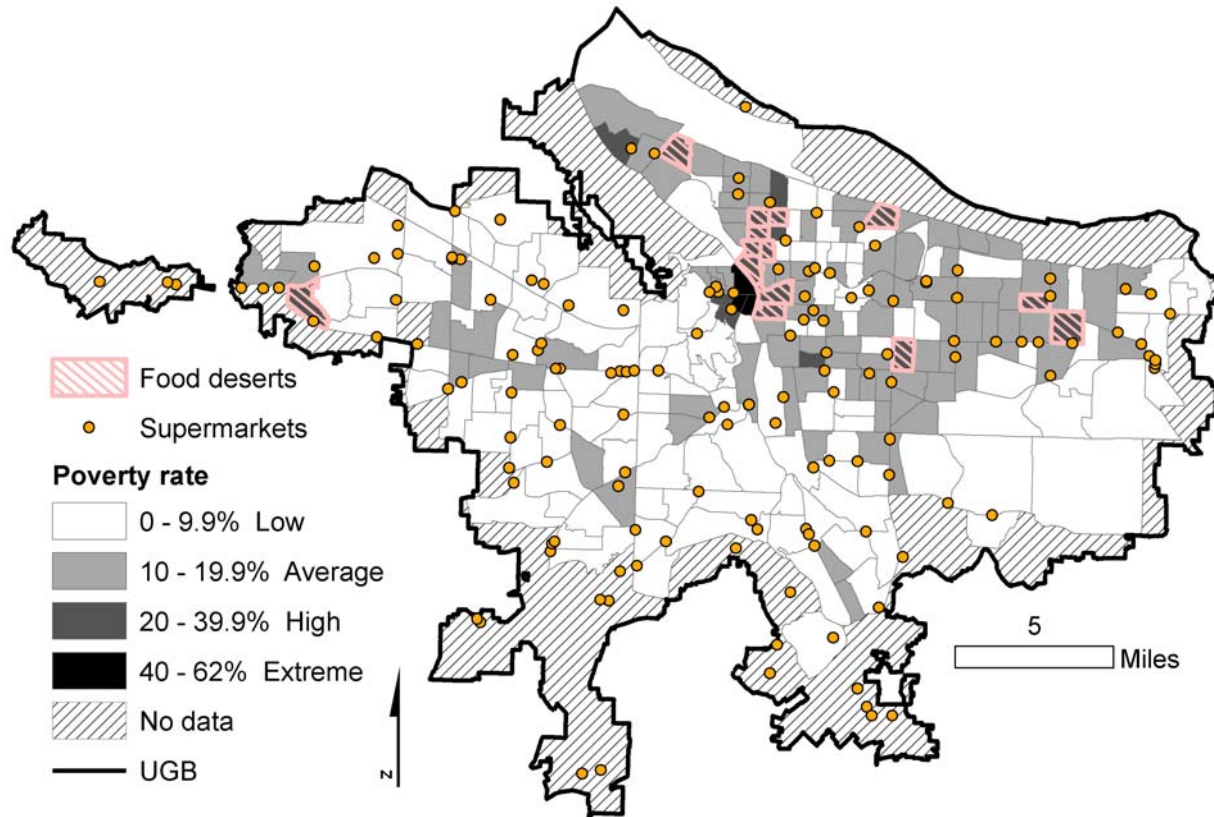 Food deserts
Supermarkets
Poverty rate
0 - 9.9% Low
10 - 19.9% Average
20 - 39.9% High
40 - 62% Extreme
No data
UGB
N
5
Miles